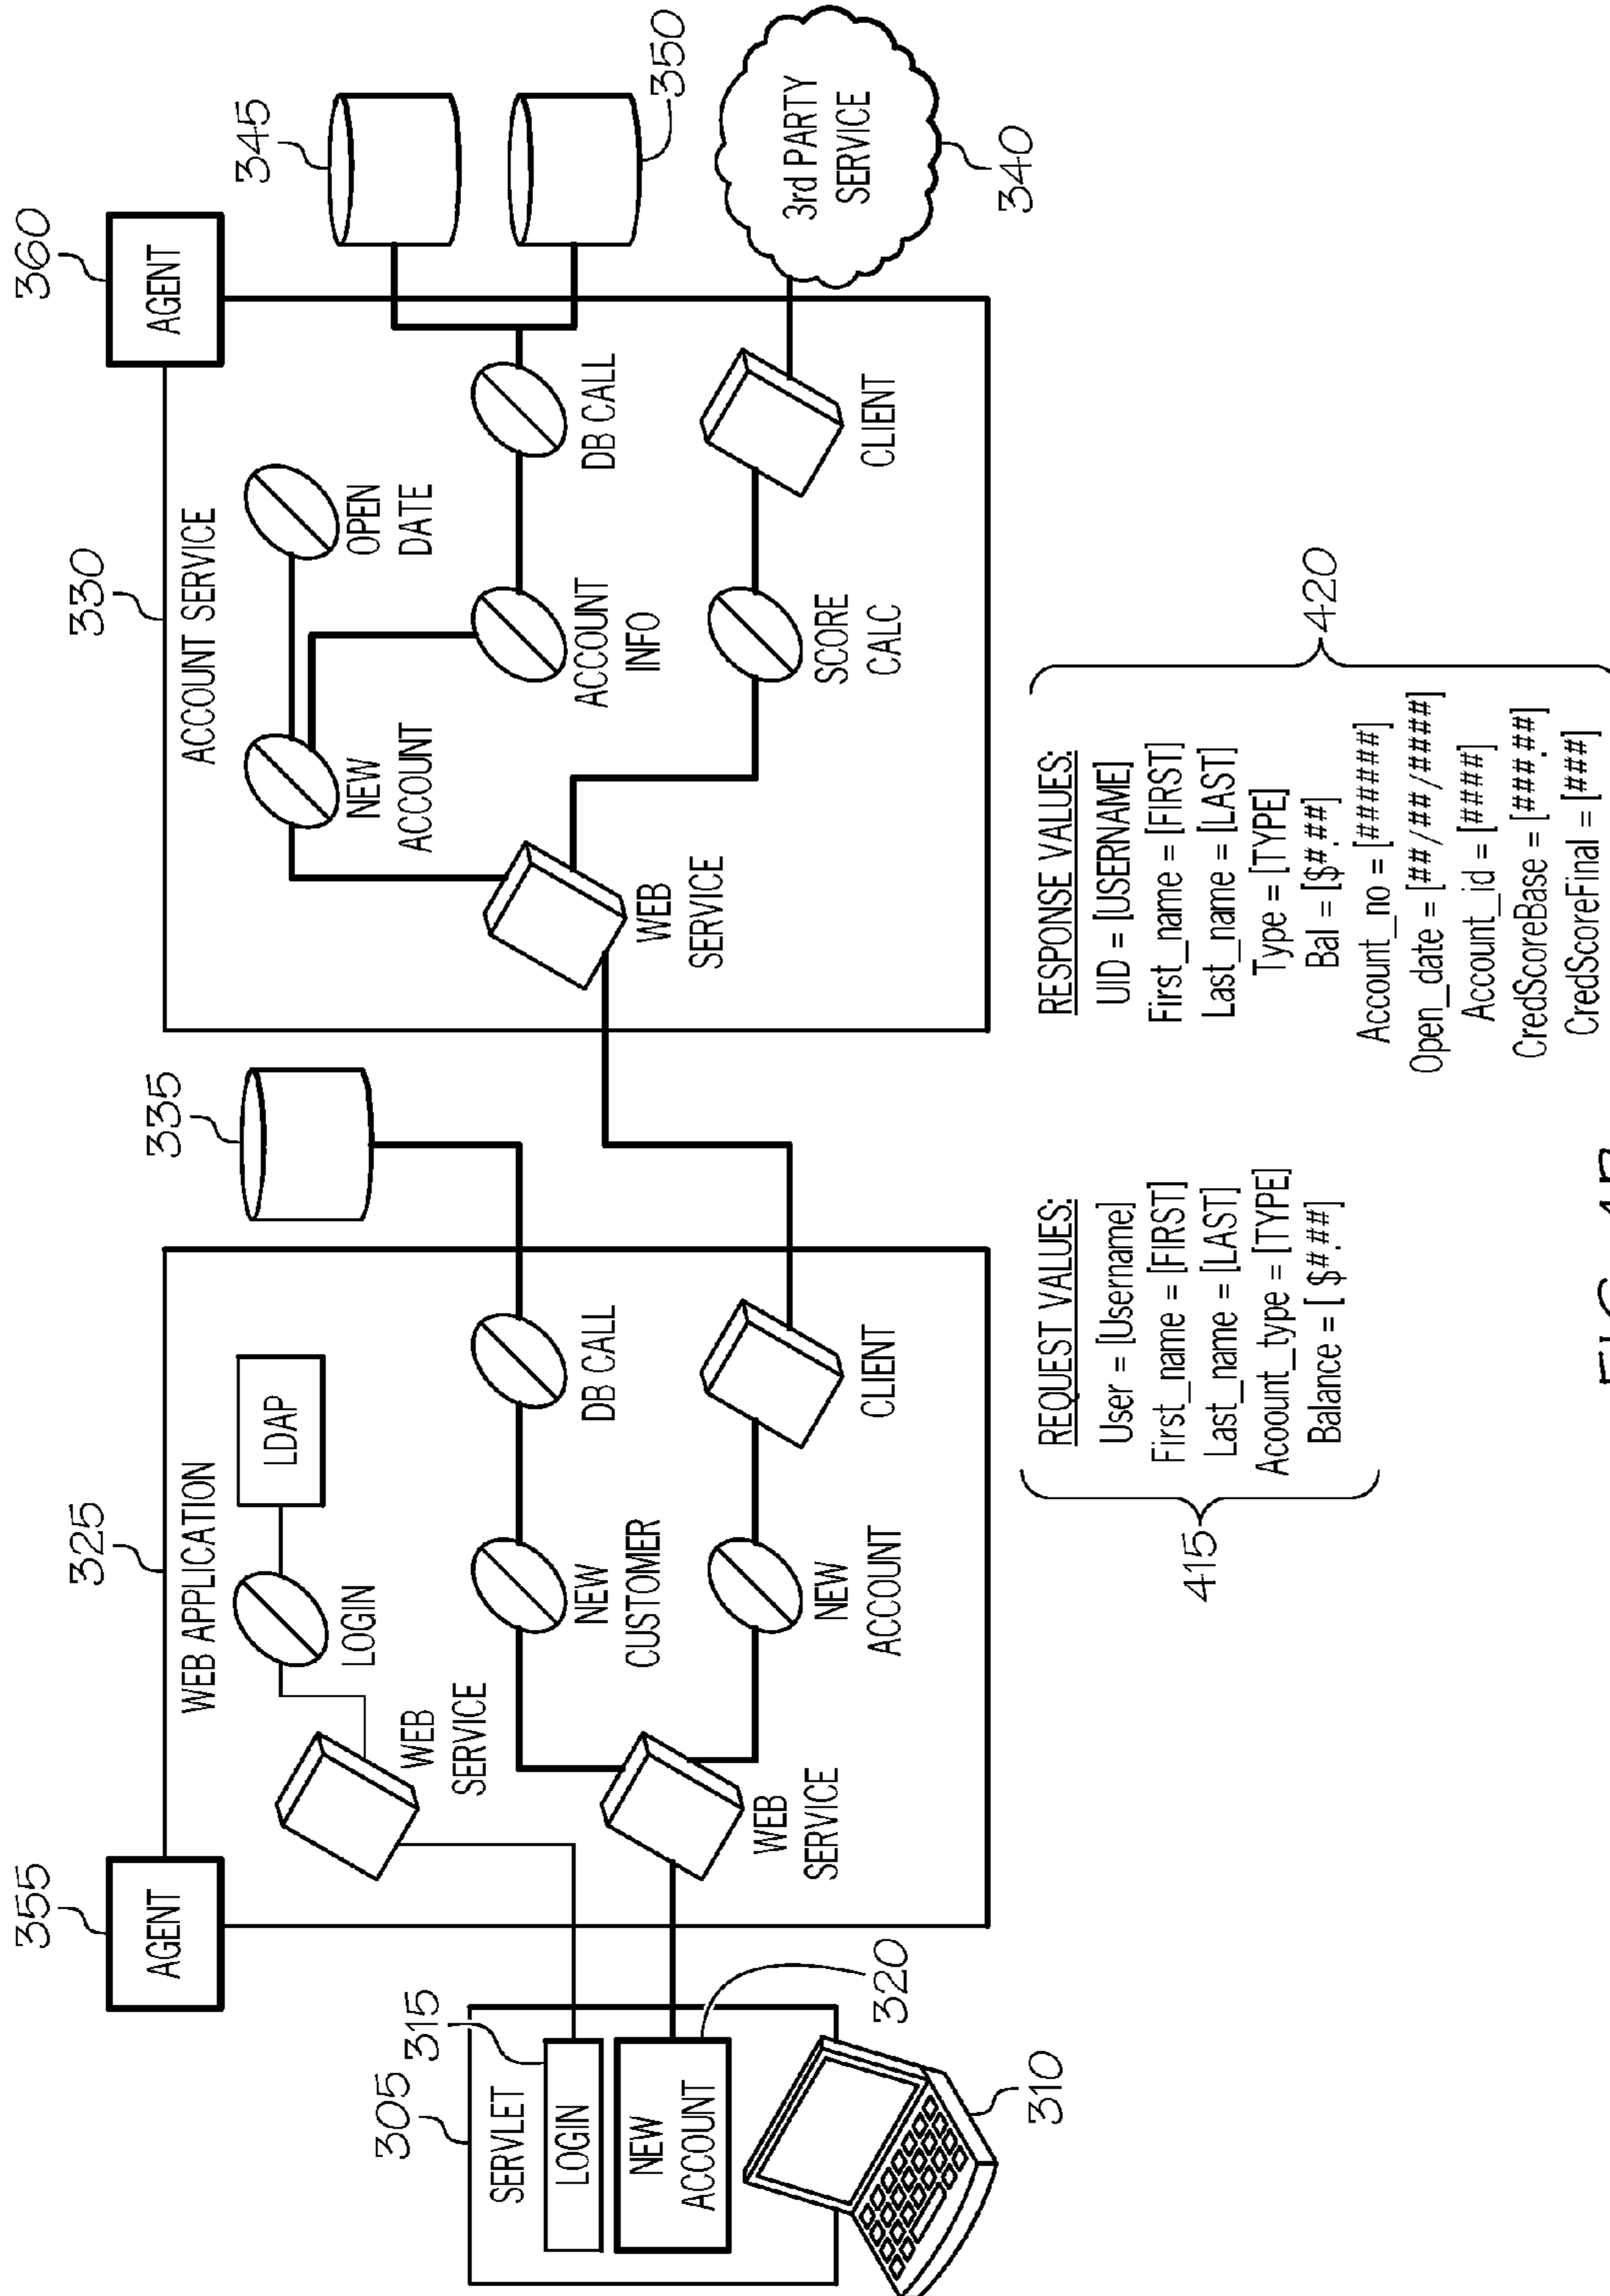 355
AGENT
325
WEB APPLICATION
LOGIN
LDAP
WEB
SERVICE
NEW
CUSTOMER
DB CALL
WEB
SERVICE
NEW
ACCOUNT
CLIENT
305
SERVLET
315
LOGIN
NEW
ACCOUNT
320
310
335
330
ACCOUNT SERVICE
360
AGENT
NEW
ACCOUNT
OPEN
DATE
ACCOUNT
INFO
DB CALL
WEB
SERVICE
SCORE
CALC
CLIENT
345
350
3rd PARTY
SERVICE
340
415
REQUEST VALUES:
User = [Username]
First_name = [FIRST]
Last_name = [LAST]
Acoount_type = [TYPE]
Balance = [ $#.##]
RESPONSE VALUES:
UID = [USERNAME]
First_name = [FIRST]
Last_name = [LAST]
Type = [TYPE]
Bal = [$#.##]
Account_no = [######]
Open_date = [##/##/####]
Account_id = [####]
CredScoreBase = [###.##]
CredScoreFinal = [###]
420